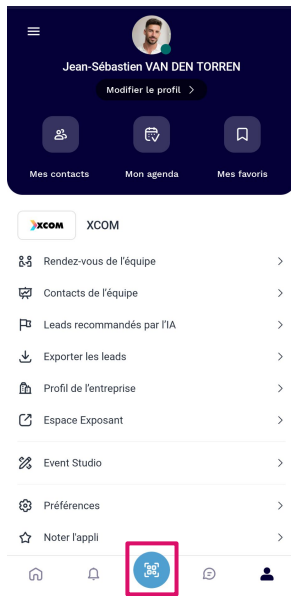 Jean-Sébastien VAN DEN TORREN
Modifier le profil
Mes contacts Mon agenda Mes favoris
XCOM XCOM
Rendez-vous de l'équipe
Contacts de l'équipe
Leads recommandés par l'IA
Exporter les leads
Profil de l'entreprise
Espace Exposant
Event Studio
Préférences
Noter l'appli